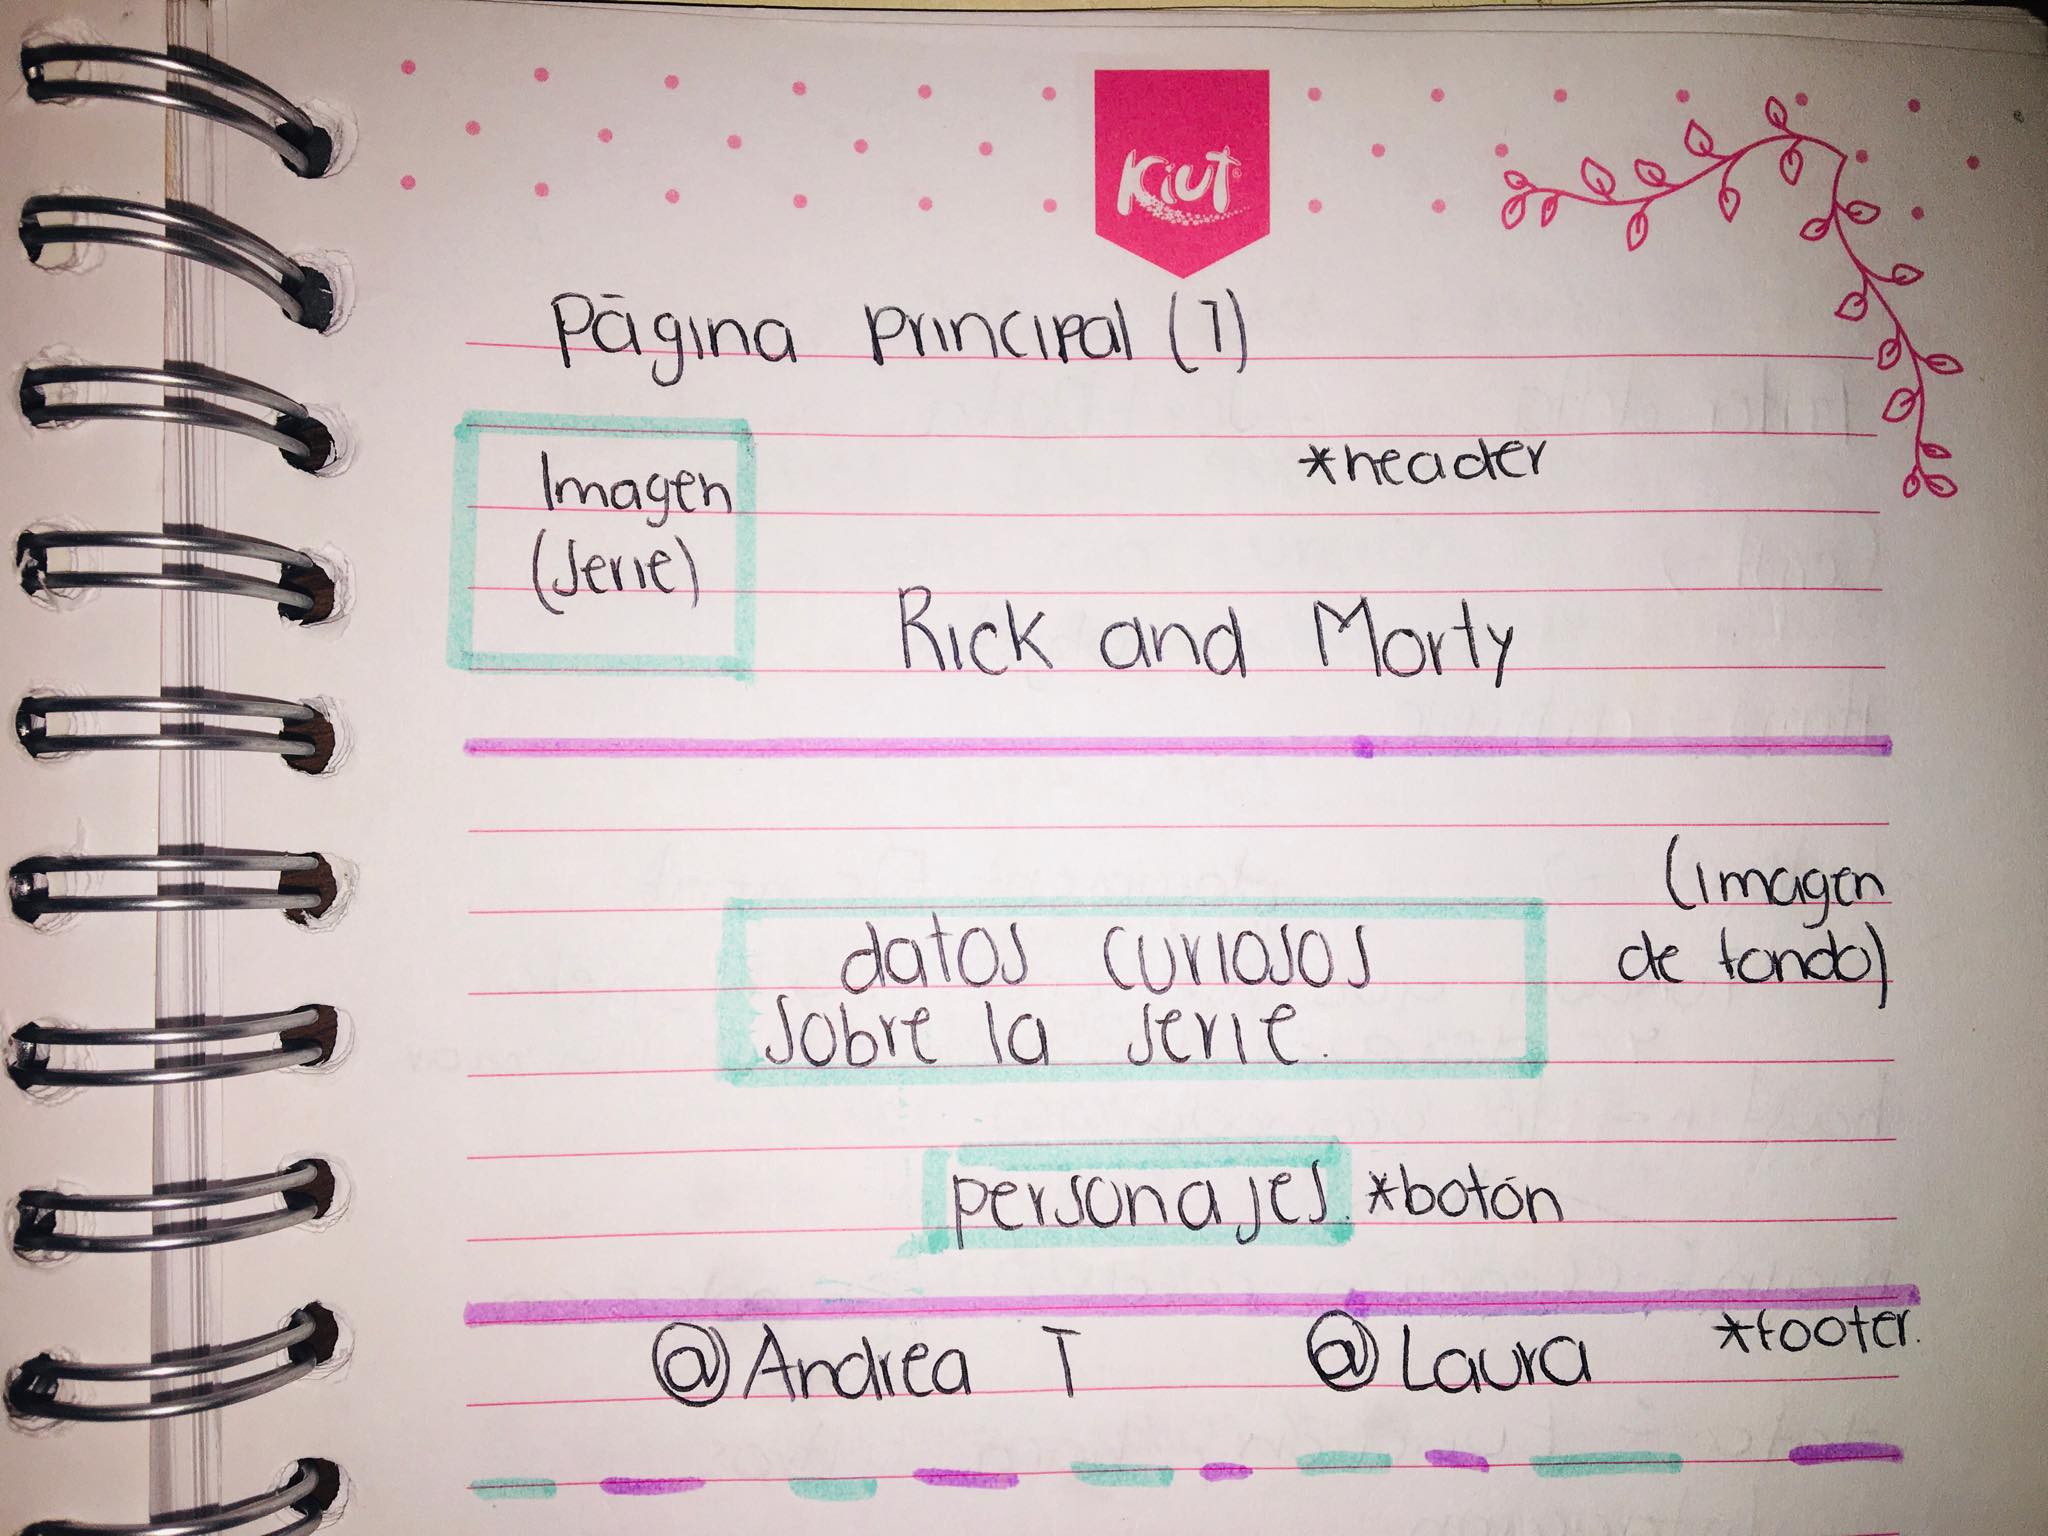 Kiut
Página principal (1)
Imagen
(serie)
*header
Rick and Morty
(imagen
de fondo)
datos curiosos
sobre la serie.
personajes. *botón
@Andrea T @Laura *footer.